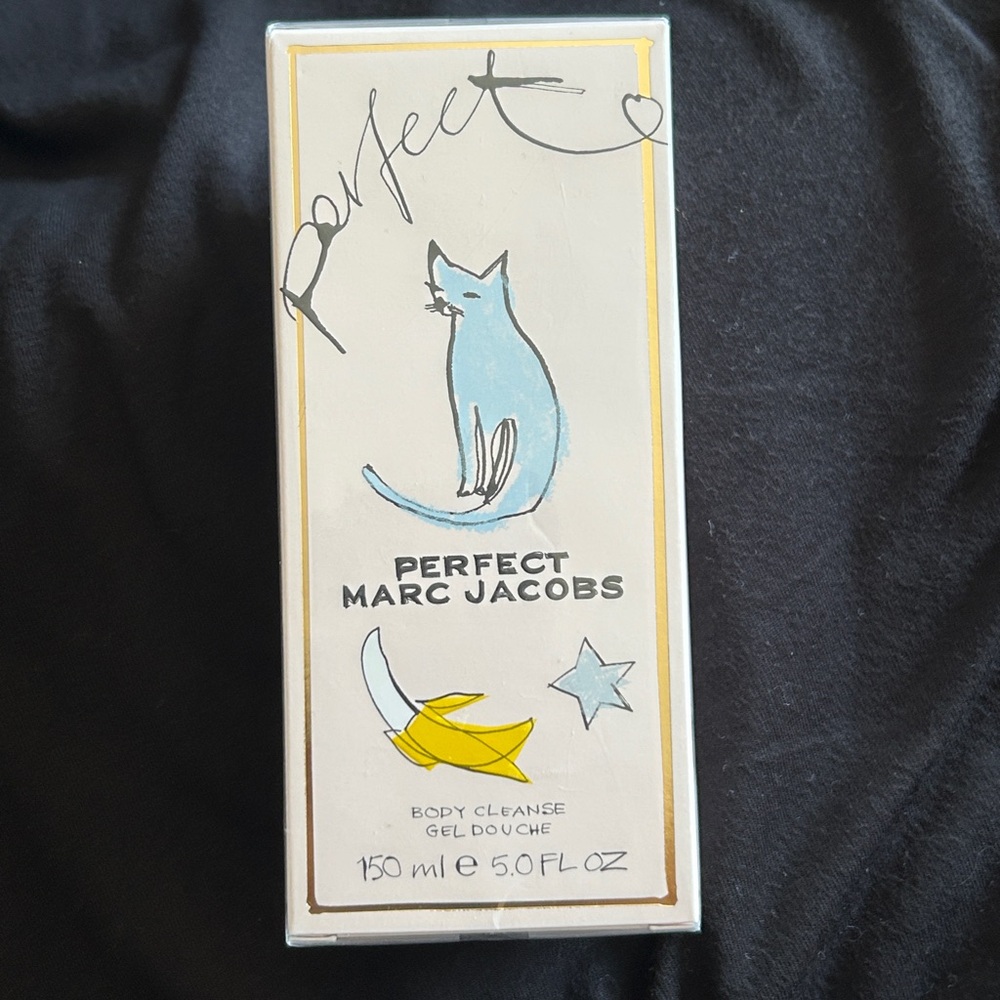 perfect
PERFECT
MARC JACOBS
BODY CLEANSE
GEL DOUCHE
150 ml e 5.0 FL OZ